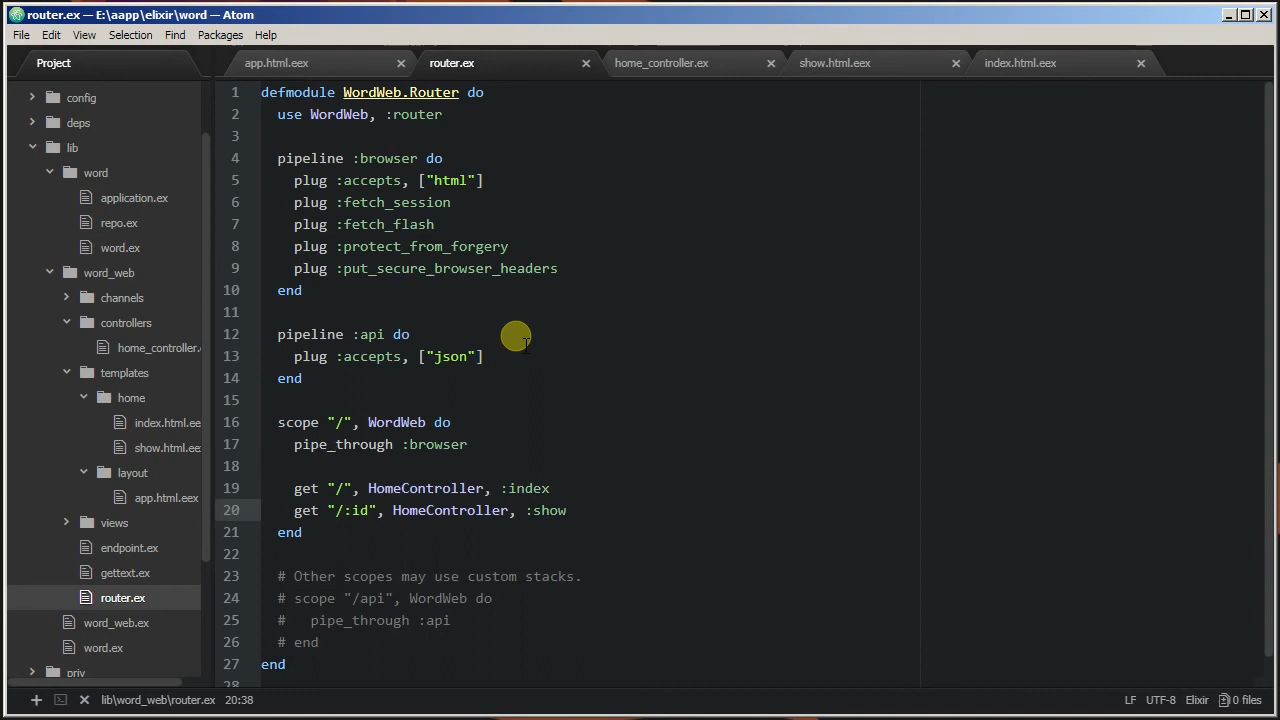 router.ex — E:\aapp\elixir\word — Atom
File Edit View Selection Find Packages Help
Project
app.html.eex
router.ex
home_controller.ex
show.html.eex
index.html.eex
config
deps
lib
word
application.ex
repo.ex
word.ex
word_web
channels
controllers
home_controller.
templates
home
index.html.ee
show.html.ee
layout
app.html.eex
views
endpoint.ex
gettext.ex
router.ex
word_web.ex
word.ex
priv
1 defmodule WordWeb.Router do
2 use WordWeb, :router
3
4 pipeline :browser do
5 plug :accepts, ["html"]
6 plug :fetch_session
7 plug :fetch_flash
8 plug :protect_from_forgery
9 plug :put_secure_browser_headers
10 end
11
12 pipeline :api do
13 plug :accepts, ["json"]
14 end
15
16 scope "/", WordWeb do
17 pipe_through :browser
18
19 get "/", HomeController, :index
20 get "/:id", HomeController, :show
21 end
22
23 # Other scopes may use custom stacks.
24 # scope "/api", WordWeb do
25 #   pipe_through :api
26 # end
27 end
28
lib\word_web\router.ex 20:38 LF UTF-8 Elixir 0 files